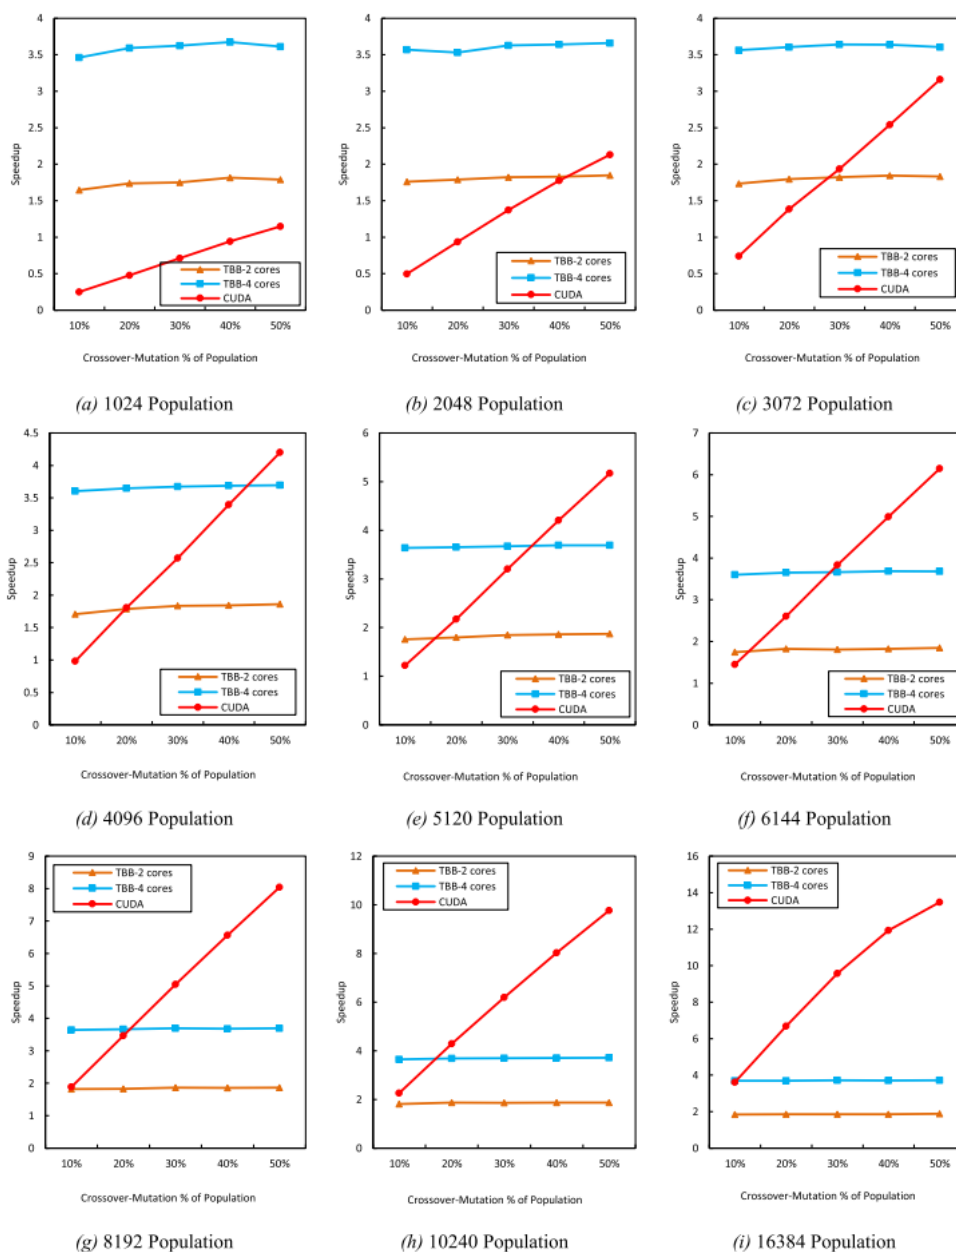 4
3.5
3
2.5
2
1.5
1
0.5
0
Speedup
TBB-2 cores
TBB-4 cores
CUDA
10% 20% 30% 40% 50%
Crossover-Mutation % of Population
(a) 1024 Population
4
3.5
3
2.5
2
1.5
1
0.5
0
Speedup
TBB-2 cores
TBB-4 cores
CUDA
10% 20% 30% 40% 50%
Crossover-Mutation % of Population
(b) 2048 Population
4
3.5
3
2.5
2
1.5
1
0.5
0
Speedup
TBB-2 cores
TBB-4 cores
CUDA
10% 20% 30% 40% 50%
Crossover-Mutation % of Population
(c) 3072 Population
4.5
4
3.5
3
2.5
2
1.5
1
0.5
0
Speedup
TBB-2 cores
TBB-4 cores
CUDA
10% 20% 30% 40% 50%
Crossover-Mutation % of Population
(d) 4096 Population
6
5
4
3
2
1
0
Speedup
TBB-2 cores
TBB-4 cores
CUDA
10% 20% 30% 40% 50%
Crossover-Mutation % of Population
(e) 5120 Population
7
6
5
4
3
2
1
0
Speedup
TBB-2 cores
TBB-4 cores
CUDA
10% 20% 30% 40% 50%
Crossover-Mutation % of Population
(f) 6144 Population
9
8
7
6
5
4
3
2
1
0
Speedup
TBB-2 cores
TBB-4 cores
CUDA
10% 20% 30% 40% 50%
Crossover-Mutation % of Population
(g) 8192 Population
12
10
8
6
4
2
0
Speedup
TBB-2 cores
TBB-4 cores
CUDA
10% 20% 30% 40% 50%
Crossover-Mutation % of Population
(h) 10240 Population
16
14
12
10
8
6
4
2
0
Speedup
TBB-2 cores
TBB-4 cores
CUDA
10% 20% 30% 40% 50%
Crossover-Mutation % of Population
(i) 16384 Population